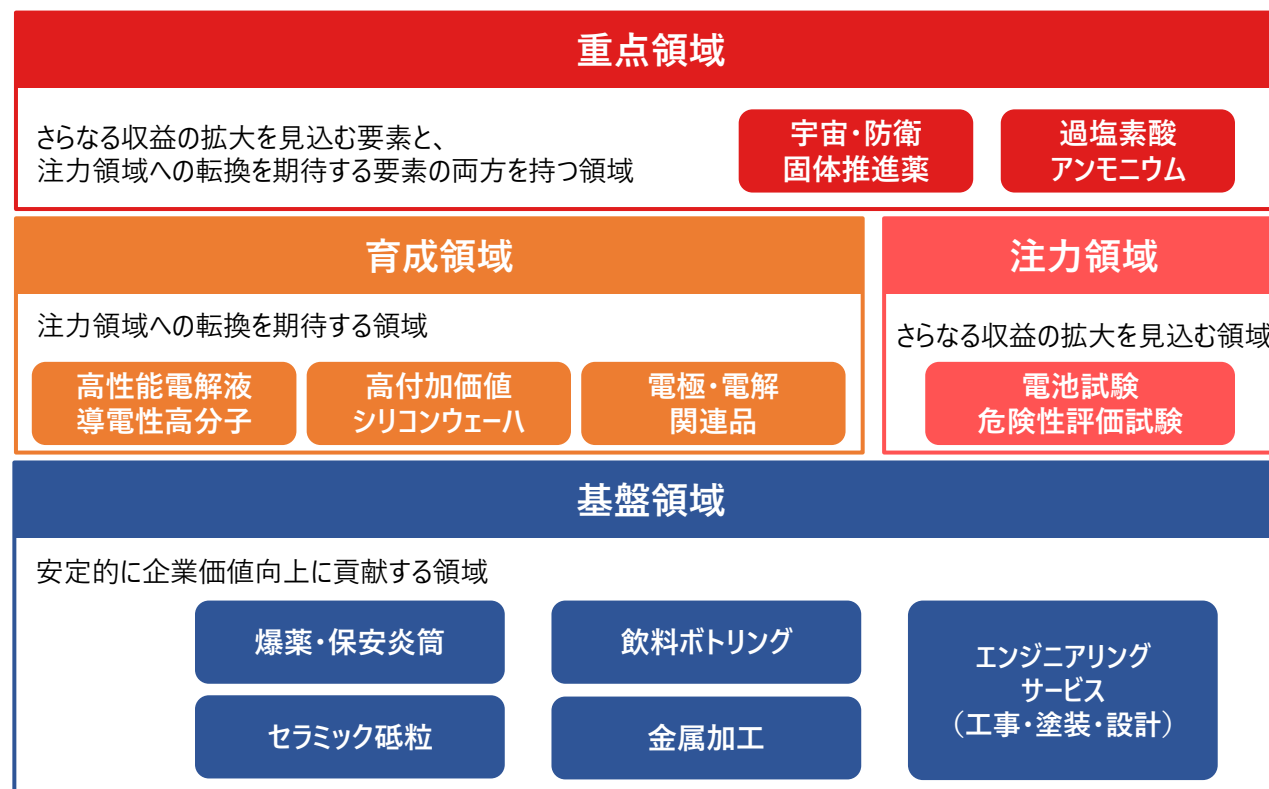 重点領域
さらなる収益の拡大を見込む要素と、
注力領域への転換を期待する要素の両方を持つ領域
宇宙・防衛
固体推進薬
過塩素酸
アンモニウム
育成領域
注力領域への転換を期待する領域
高性能電解液
導電性高分子
高付加価値
シリコンウェーハ
電極・電解
関連品
注力領域
さらなる収益の拡大を見込む領域
電池試験
危険性評価試験
基盤領域
安定的に企業価値向上に貢献する領域
爆薬・保安炎筒
飲料ボトリング
セラミック砥粒
金属加工
エンジニアリング
サービス
（工事・塗装・設計）